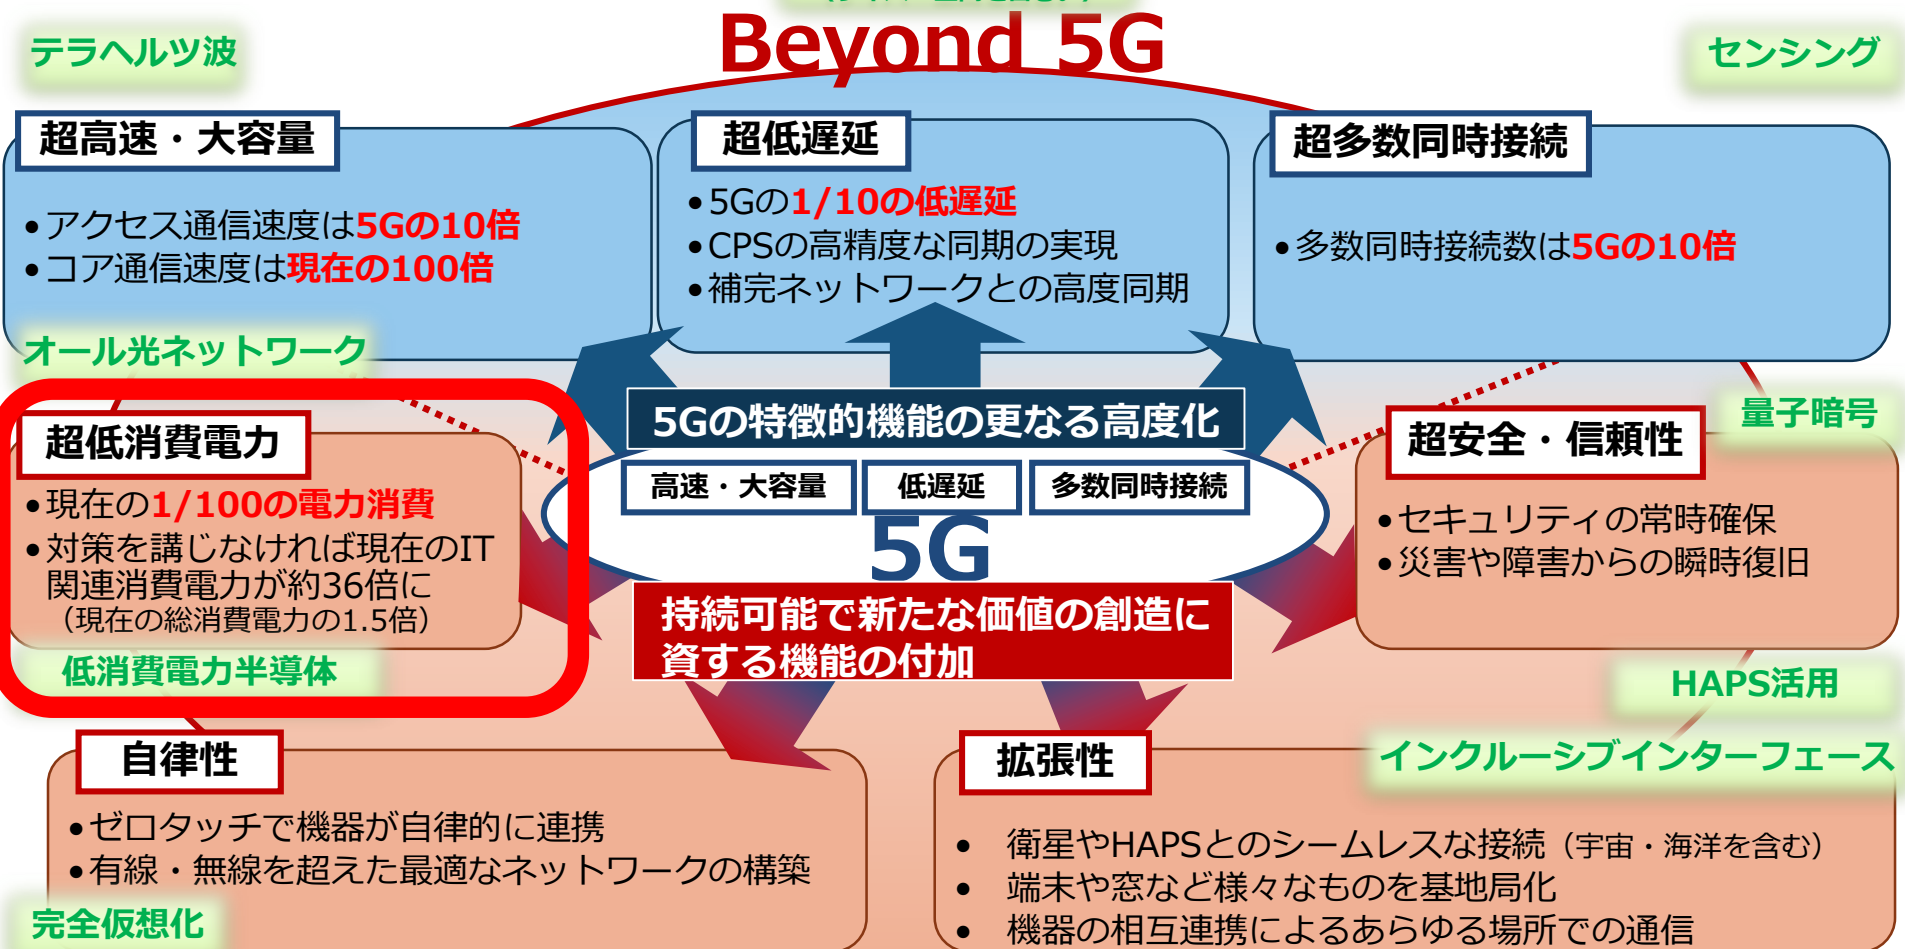 Beyond 5G
テラヘルツ波
センシング
超高速・大容量
•アクセス通信速度は5Gの10倍
•コア通信速度は現在の100倍
超低遅延
•5Gの1/10の低遅延
•CPSの高精度な同期の実現
•補完ネットワークとの高度同期
超多数同時接続
•多数同時接続数は5Gの10倍
オール光ネットワーク
5Gの特徴的機能の更なる高度化
高速・大容量
低遅延
多数同時接続
5G
持続可能で新たな価値の創造に
資する機能の付加
超低消費電力
•現在の1/100の電力消費
•対策を講じなければ現在のIT
関連消費電力が約36倍に
（現在の総消費電力の1.5倍）
低消費電力半導体
量子暗号
超安全・信頼性
•セキュリティの常時確保
•災害や障害からの瞬時復旧
HAPS活用
自律性
•ゼロタッチで機器が自律的に連携
•有線・無線を超えた最適なネットワークの構築
完全仮想化
拡張性
インクルーシブインターフェース
• 衛星やHAPSとのシームレスな接続（宇宙・海洋を含む）
• 端末や窓など様々なものを基地局化
• 機器の相互連携によるあらゆる場所での通信